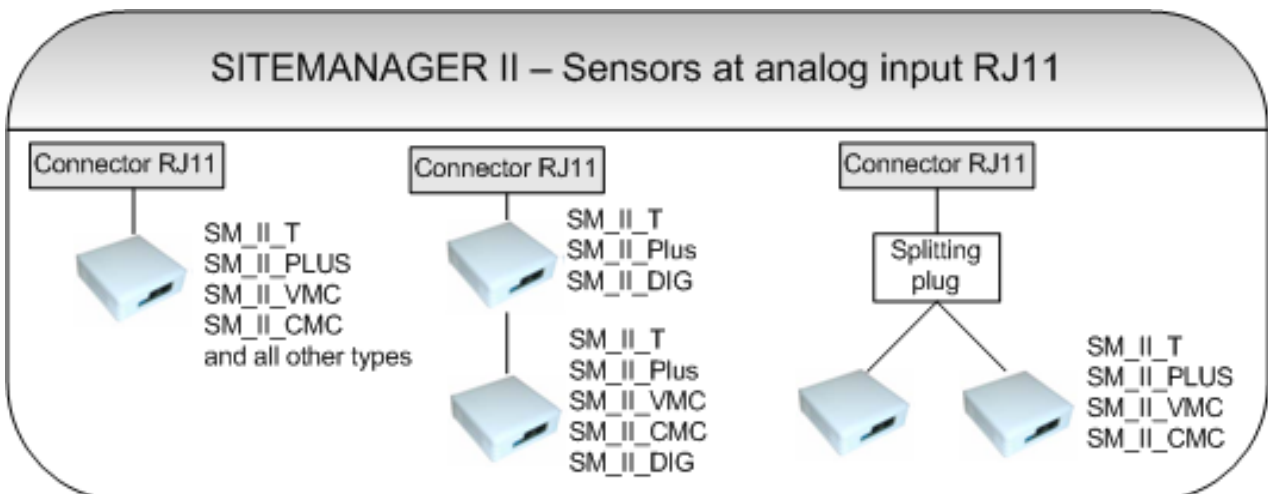 SITEMANAGER II – Sensors at analog input RJ11
Connector RJ11
SM_II_T
SM_II_PLUS
SM_II_VMC
SM_II_CMC
and all other types
Connector RJ11
SM_II_T
SM_II_Plus
SM_II_DIG
SM_II_T
SM_II_Plus
SM_II_VMC
SM_II_CMC
SM_II_DIG
Connector RJ11
Splitting
plug
SM_II_T
SM_II_PLUS
SM_II_VMC
SM_II_CMC